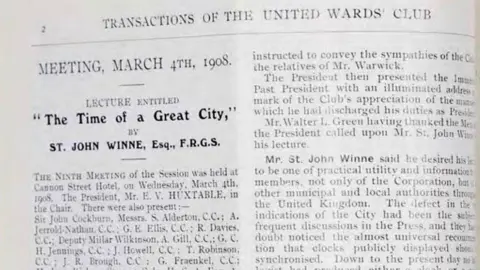 2
TRANSACTIONS OF THE UNITED WARDS' CLUB
MEETING, MARCH 4TH, 1908.
LECTURE ENTITLED
"The Time of a Great City,"
BY
ST. JOHN WINNE, Esq., F.R.G.S.
THE NINTH MEETING of the Session was held at
Cannon Street Hotel, on Wednesday, March 4th,
1908. The President, Mr. E. V. HUXTABLE, in the
chair. There were also present:—
Sir John Cockburn, Messrs. S. Alderton, C.C.; A.
Jerrold-Nathan, C.C.; G. E. Ellis, C.C.; R. Davies,
C.C.; Deputy Millar Wilkinson, A. Gill, C.C.; G. C. H.
Jennings, C.C.; J. Howell, C.C.; T. Robinson,
C.C.; J. R. Brough, C.C.; G. Fraenkel, C.C.;
instructed to convey the sympathies of the
the relatives of Mr. Warwick.
The President then presented the
Past President with an illuminated
mark of the Club's appreciation of the
which he had discharged his duties as
Mr. Walter L. Green having thanked the
the President called upon Mr. St. John
his lecture.
Mr. St. John Winne said he desired his
to be one of practical utility and information
members, not only of the Corporation, but
other municipal and local authorities
the United Kingdom. The defect in the
indications of the City had been the
frequent discussions in the Press, and they
doubt noticed the almost universal
tion that clocks publicly displayed
synchronised. Down to the present day
had produced either a